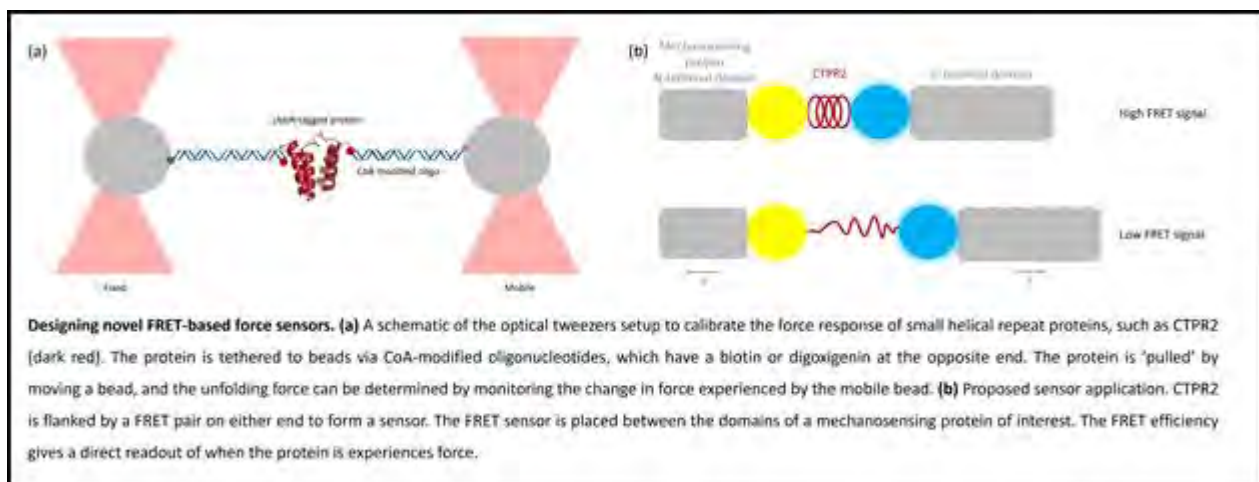 (a)
(b)
protein
CTPR2
High FRET signal
CoA modified oligo
Low FRET signal
Fixed
Mobile
Designing novel FRET-based force sensors. (a) A schematic of the optical tweezers setup to calibrate the force response of small helical repeat proteins, such as CTPR2
(dark red). The protein is tethered to beads via CoA-modified oligonucleotides, which have a biotin or digoxigenin at the opposite end. The protein is 'pulled' by
moving a bead, and the unfolding force can be determined by monitoring the change in force experienced by the mobile bead. (b) Proposed sensor application. CTPR2
is flanked by a FRET pair on either end to form a sensor. The FRET sensor is placed between the domains of a mechanosensing protein of interest. The FRET efficiency
gives a direct readout of when the protein is experiences force.